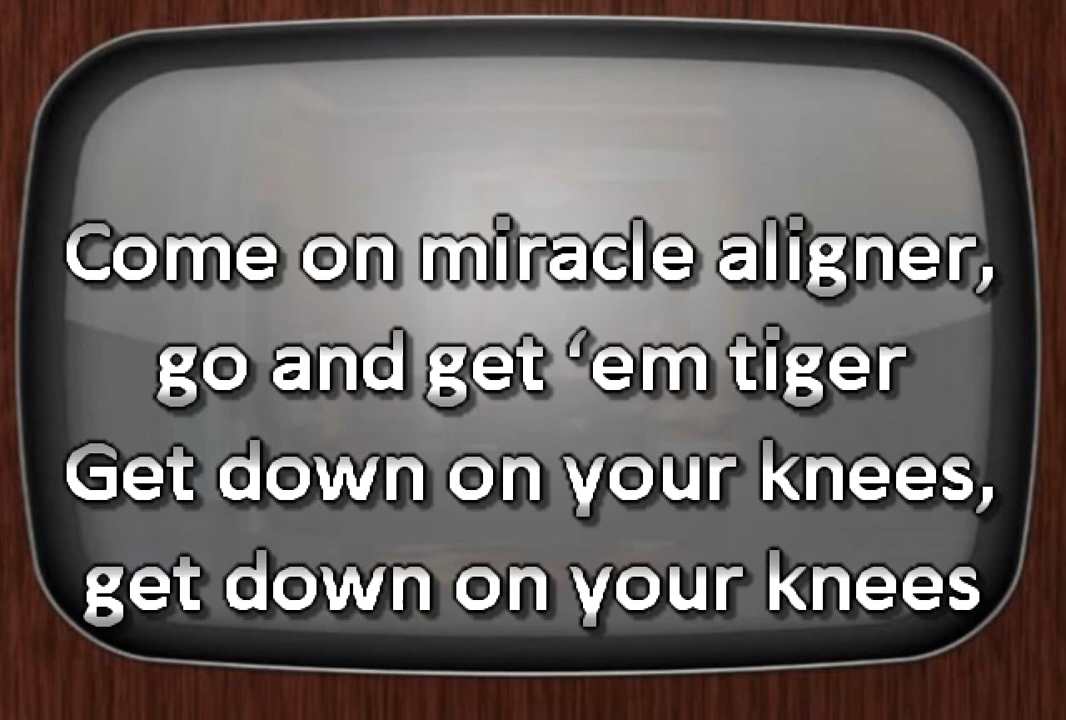 Come on miracle aligner,
go and get ‘em tiger
Get down on your knees,
get down on your knees